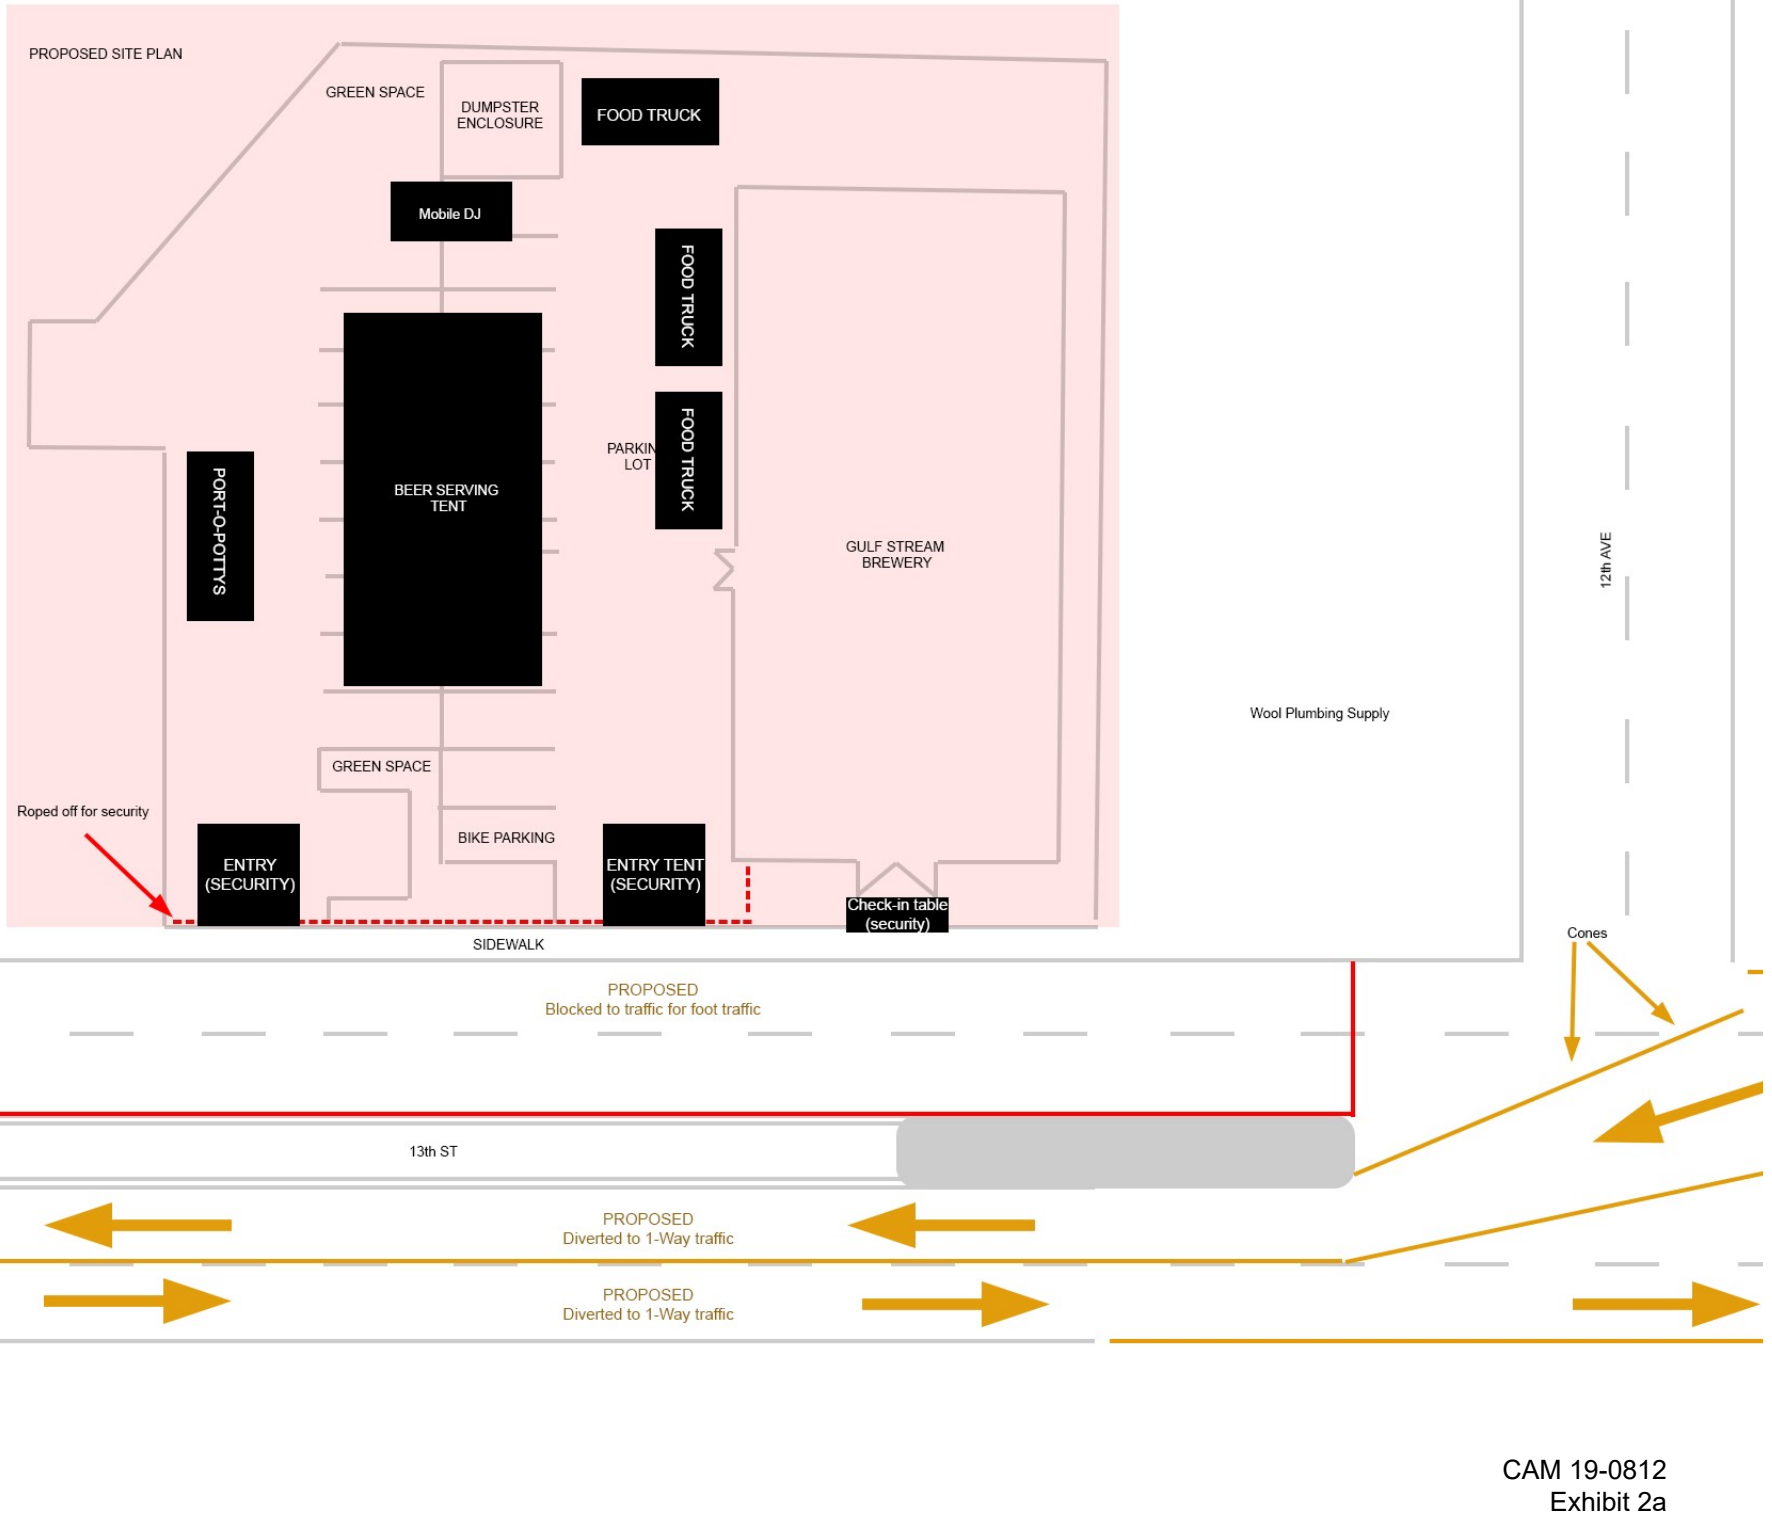 PROPOSED SITE PLAN
GREEN SPACE
DUMPSTER
ENCLOSURE
FOOD TRUCK
Mobile DJ
FOOD TRUCK
FOOD TRUCK
PARKIN
LOT
PORT-O-POTTYS
BEER SERVING
TENT
GULF STREAM
BREWERY
12th AVE
Wool Plumbing Supply
GREEN SPACE
Roped off for security
BIKE PARKING
ENTRY
(SECURITY)
ENTRY TENT
(SECURITY)
Check-in table
(security)
SIDEWALK
Cones
PROPOSED
Blocked to traffic for foot traffic
13th ST
PROPOSED
Diverted to 1-Way traffic
PROPOSED
Diverted to 1-Way traffic
CAM 19-0812
Exhibit 2a